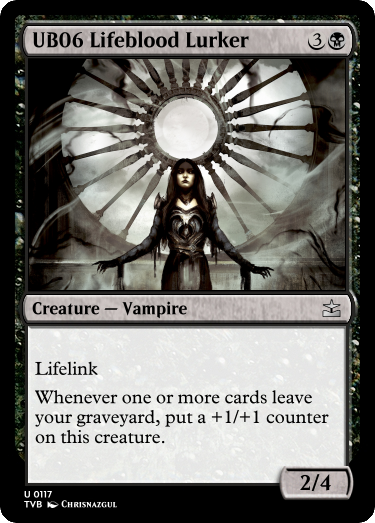 UB06 Lifeblood Lurker 3
Creature — Vampire
Lifelink
Whenever one or more cards leave
your graveyard, put a +1/+1 counter
on this creature.
2/4
U 0117
TVB Chrisnazgul